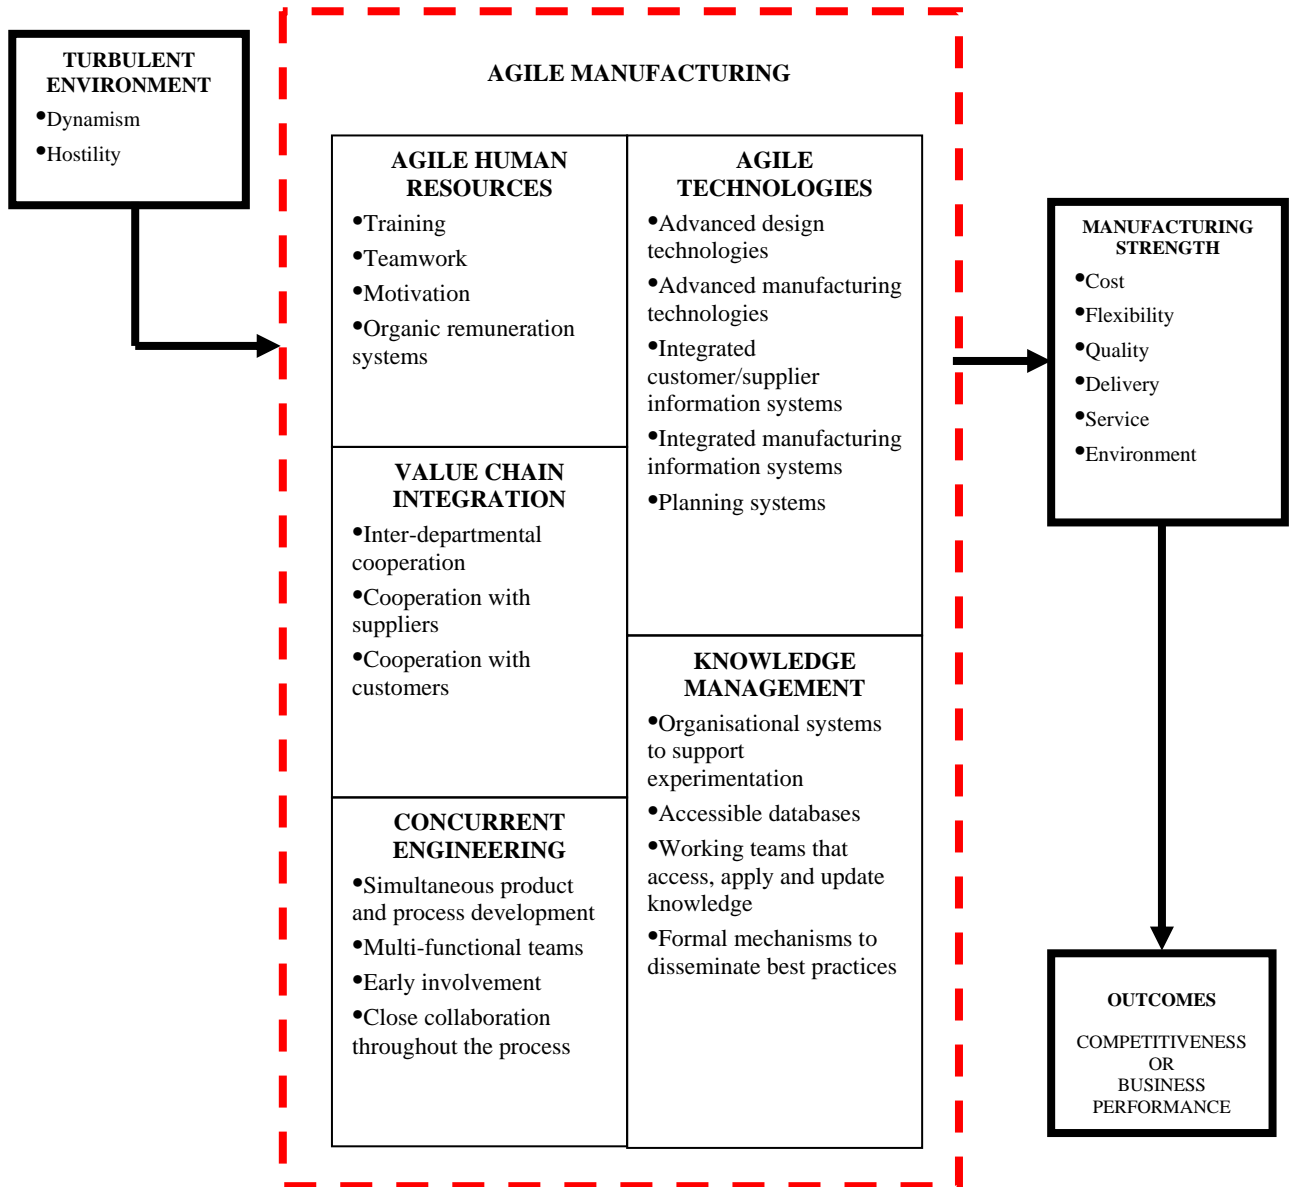 TURBULENT
ENVIRONMENT
•Dynamism
•Hostility
AGILE MANUFACTURING
AGILE HUMAN
RESOURCES
•Training
•Teamwork
•Motivation
•Organic remuneration
systems
VALUE CHAIN
INTEGRATION
•Inter-departmental
cooperation
•Cooperation with
suppliers
•Cooperation with
customers
CONCURRENT
ENGINEERING
•Simultaneous product
and process development
•Multi-functional teams
•Early involvement
•Close collaboration
throughout the process
AGILE
TECHNOLOGIES
•Advanced design
technologies
•Advanced manufacturing
technologies
•Integrated
customer/supplier
information systems
•Integrated manufacturing
information systems
•Planning systems
KNOWLEDGE
MANAGEMENT
•Organisational systems
to support
experimentation
•Accessible databases
•Working teams that
access, apply and update
knowledge
•Formal mechanisms to
disseminate best practices
MANUFACTURING
STRENGTH
•Cost
•Flexibility
•Quality
•Delivery
•Service
•Environment
OUTCOMES
COMPETITIVENESS
OR
BUSINESS
PERFORMANCE